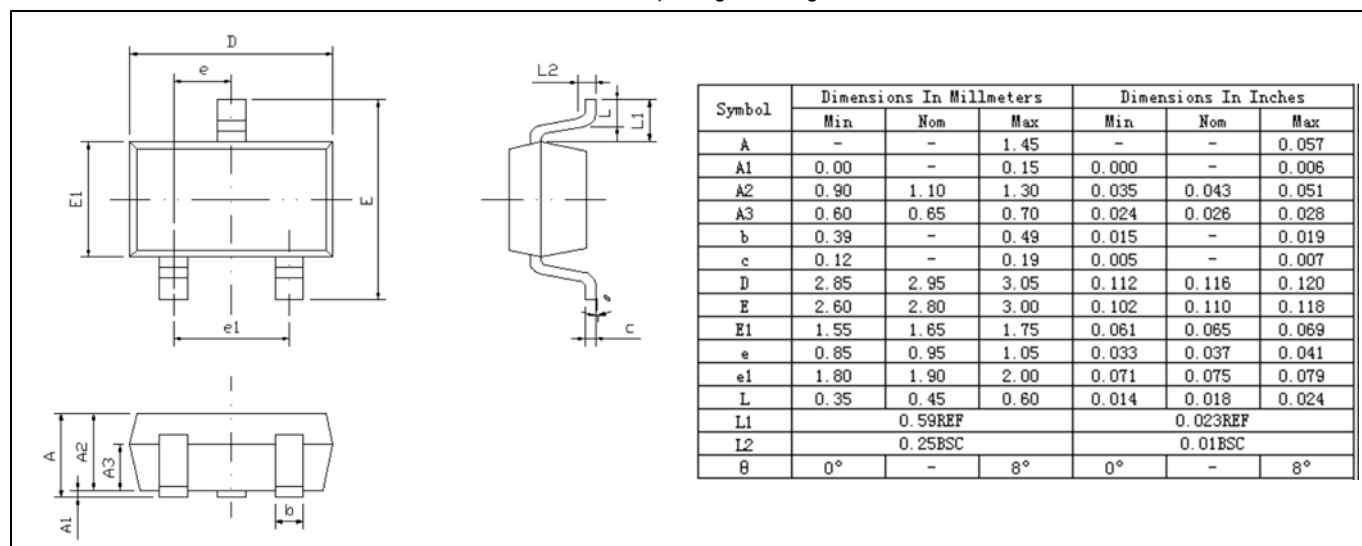 D
e
E1
E
e1
L2
L
L1
c
A
A2
A3
A1
b
Symbol Dimensions In Millmeters Dimensions In Inches
Min Nom Max Min Nom Max
A - - 1.45 - - 0.057
A1 0.00 - 0.15 0.000 - 0.006
A2 0.90 1.10 1.30 0.035 0.043 0.051
A3 0.60 0.65 0.70 0.024 0.026 0.028
b 0.39 - 0.49 0.015 - 0.019
c 0.12 - 0.19 0.005 - 0.007
D 2.85 2.95 3.05 0.112 0.116 0.120
E 2.60 2.80 3.00 0.102 0.110 0.118
E1 1.55 1.65 1.75 0.061 0.065 0.069
e 0.85 0.95 1.05 0.033 0.037 0.041
e1 1.80 1.90 2.00 0.071 0.075 0.079
L 0.35 0.45 0.60 0.014 0.018 0.024
L1 0.59REF 0.023REF
L2 0.25BSC 0.01BSC
θ 0° - 8° 0° - 8°